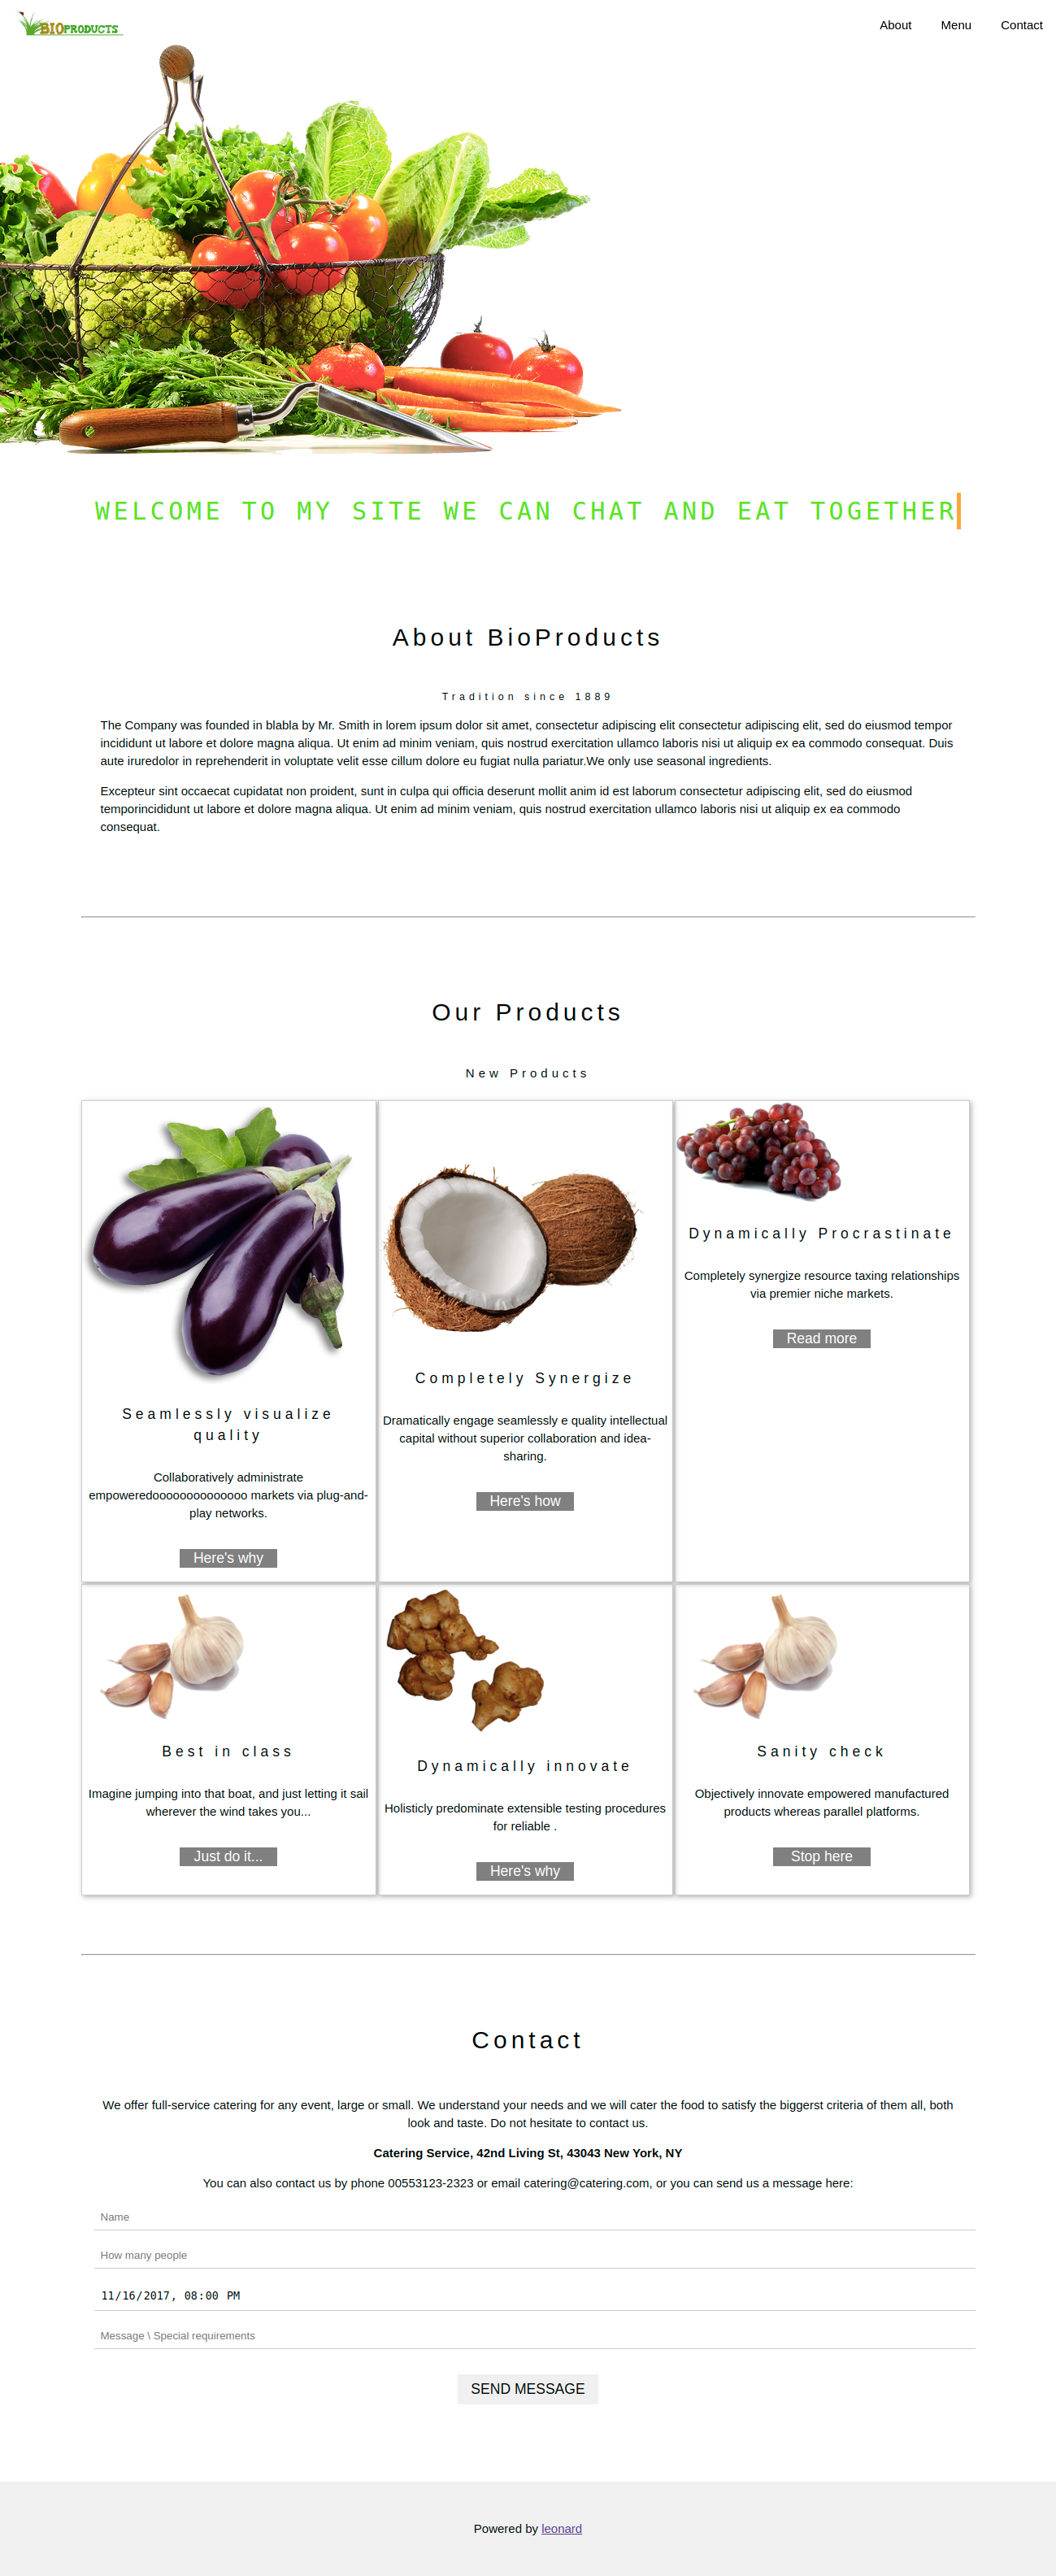 BIOPRODUCTS
About Menu Contact
WELCOME TO MY SITE WE CAN CHAT AND EAT TOGETHER
About BioProducts
Tradition since 1889
The Company was founded in blabla by Mr. Smith in lorem ipsum dolor sit amet, consectetur adipiscing elit consectetur adipiscing elit, sed do eiusmod tempor
incididunt ut labore et dolore magna aliqua. Ut enim ad minim veniam, quis nostrud exercitation ullamco laboris nisi ut aliquip ex ea commodo consequat. Duis
aute iruredolor in reprehenderit in voluptate velit esse cillum dolore eu fugiat nulla pariatur.We only use seasonal ingredients.
Excepteur sint occaecat cupidatat non proident, sunt in culpa qui officia deserunt mollit anim id est laborum consectetur adipiscing elit, sed do eiusmod
temporincididunt ut labore et dolore magna aliqua. Ut enim ad minim veniam, quis nostrud exercitation ullamco laboris nisi ut aliquip ex ea commodo
consequat.
Our Products
New Products
Seamlessly visualize
quality
Collaboratively administrate
empoweredoooooooooooooo markets via plug-and-
play networks.
Here's why
Completely Synergize
Dramatically engage seamlessly e quality intellectual
capital without superior collaboration and idea-
sharing.
Here's how
Dynamically Procrastinate
Completely synergize resource taxing relationships
via premier niche markets.
Read more
Best in class
Imagine jumping into that boat, and just letting it sail
wherever the wind takes you...
Just do it...
Dynamically innovate
Holisticly predominate extensible testing procedures
for reliable .
Here's why
Sanity check
Objectively innovate empowered manufactured
products whereas parallel platforms.
Stop here
Contact
We offer full-service catering for any event, large or small. We understand your needs and we will cater the food to satisfy the biggerst criteria of them all, both
look and taste. Do not hesitate to contact us.
Catering Service, 42nd Living St, 43043 New York, NY
You can also contact us by phone 00553123-2323 or email catering@catering.com, or you can send us a message here:
Name
How many people
11/16/2017, 08:00 PM
Message \ Special requirements
SEND MESSAGE
Powered by leonard